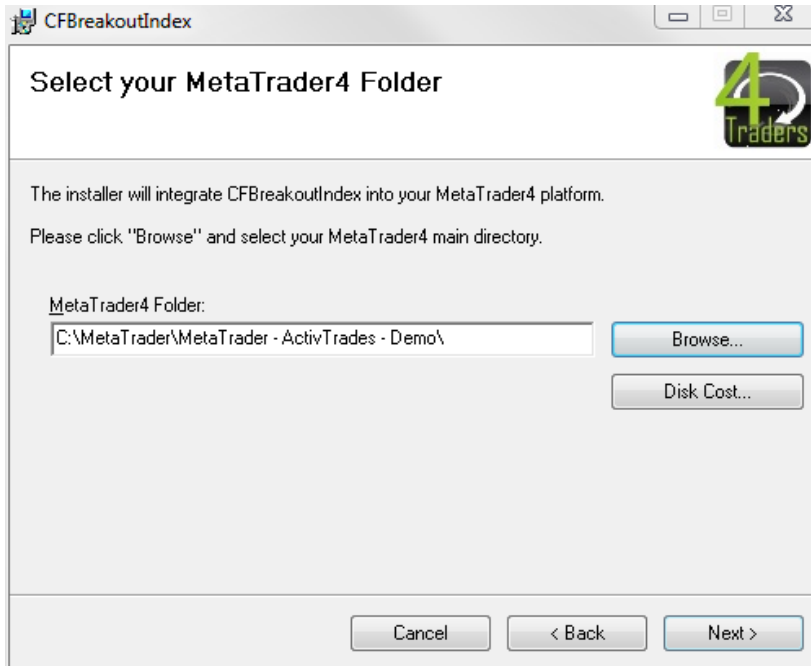 CFBreakoutIndex
Select your MetaTrader4 Folder
4
Traders
The installer will integrate CFBreakoutIndex into your MetaTrader4 platform.
Please click "Browse" and select your MetaTrader4 main directory.
MetaTrader4 Folder:
C:\MetaTrader\MetaTrader - ActivTrades - Demo\
Browse...
Disk Cost...
Cancel
< Back
Next >